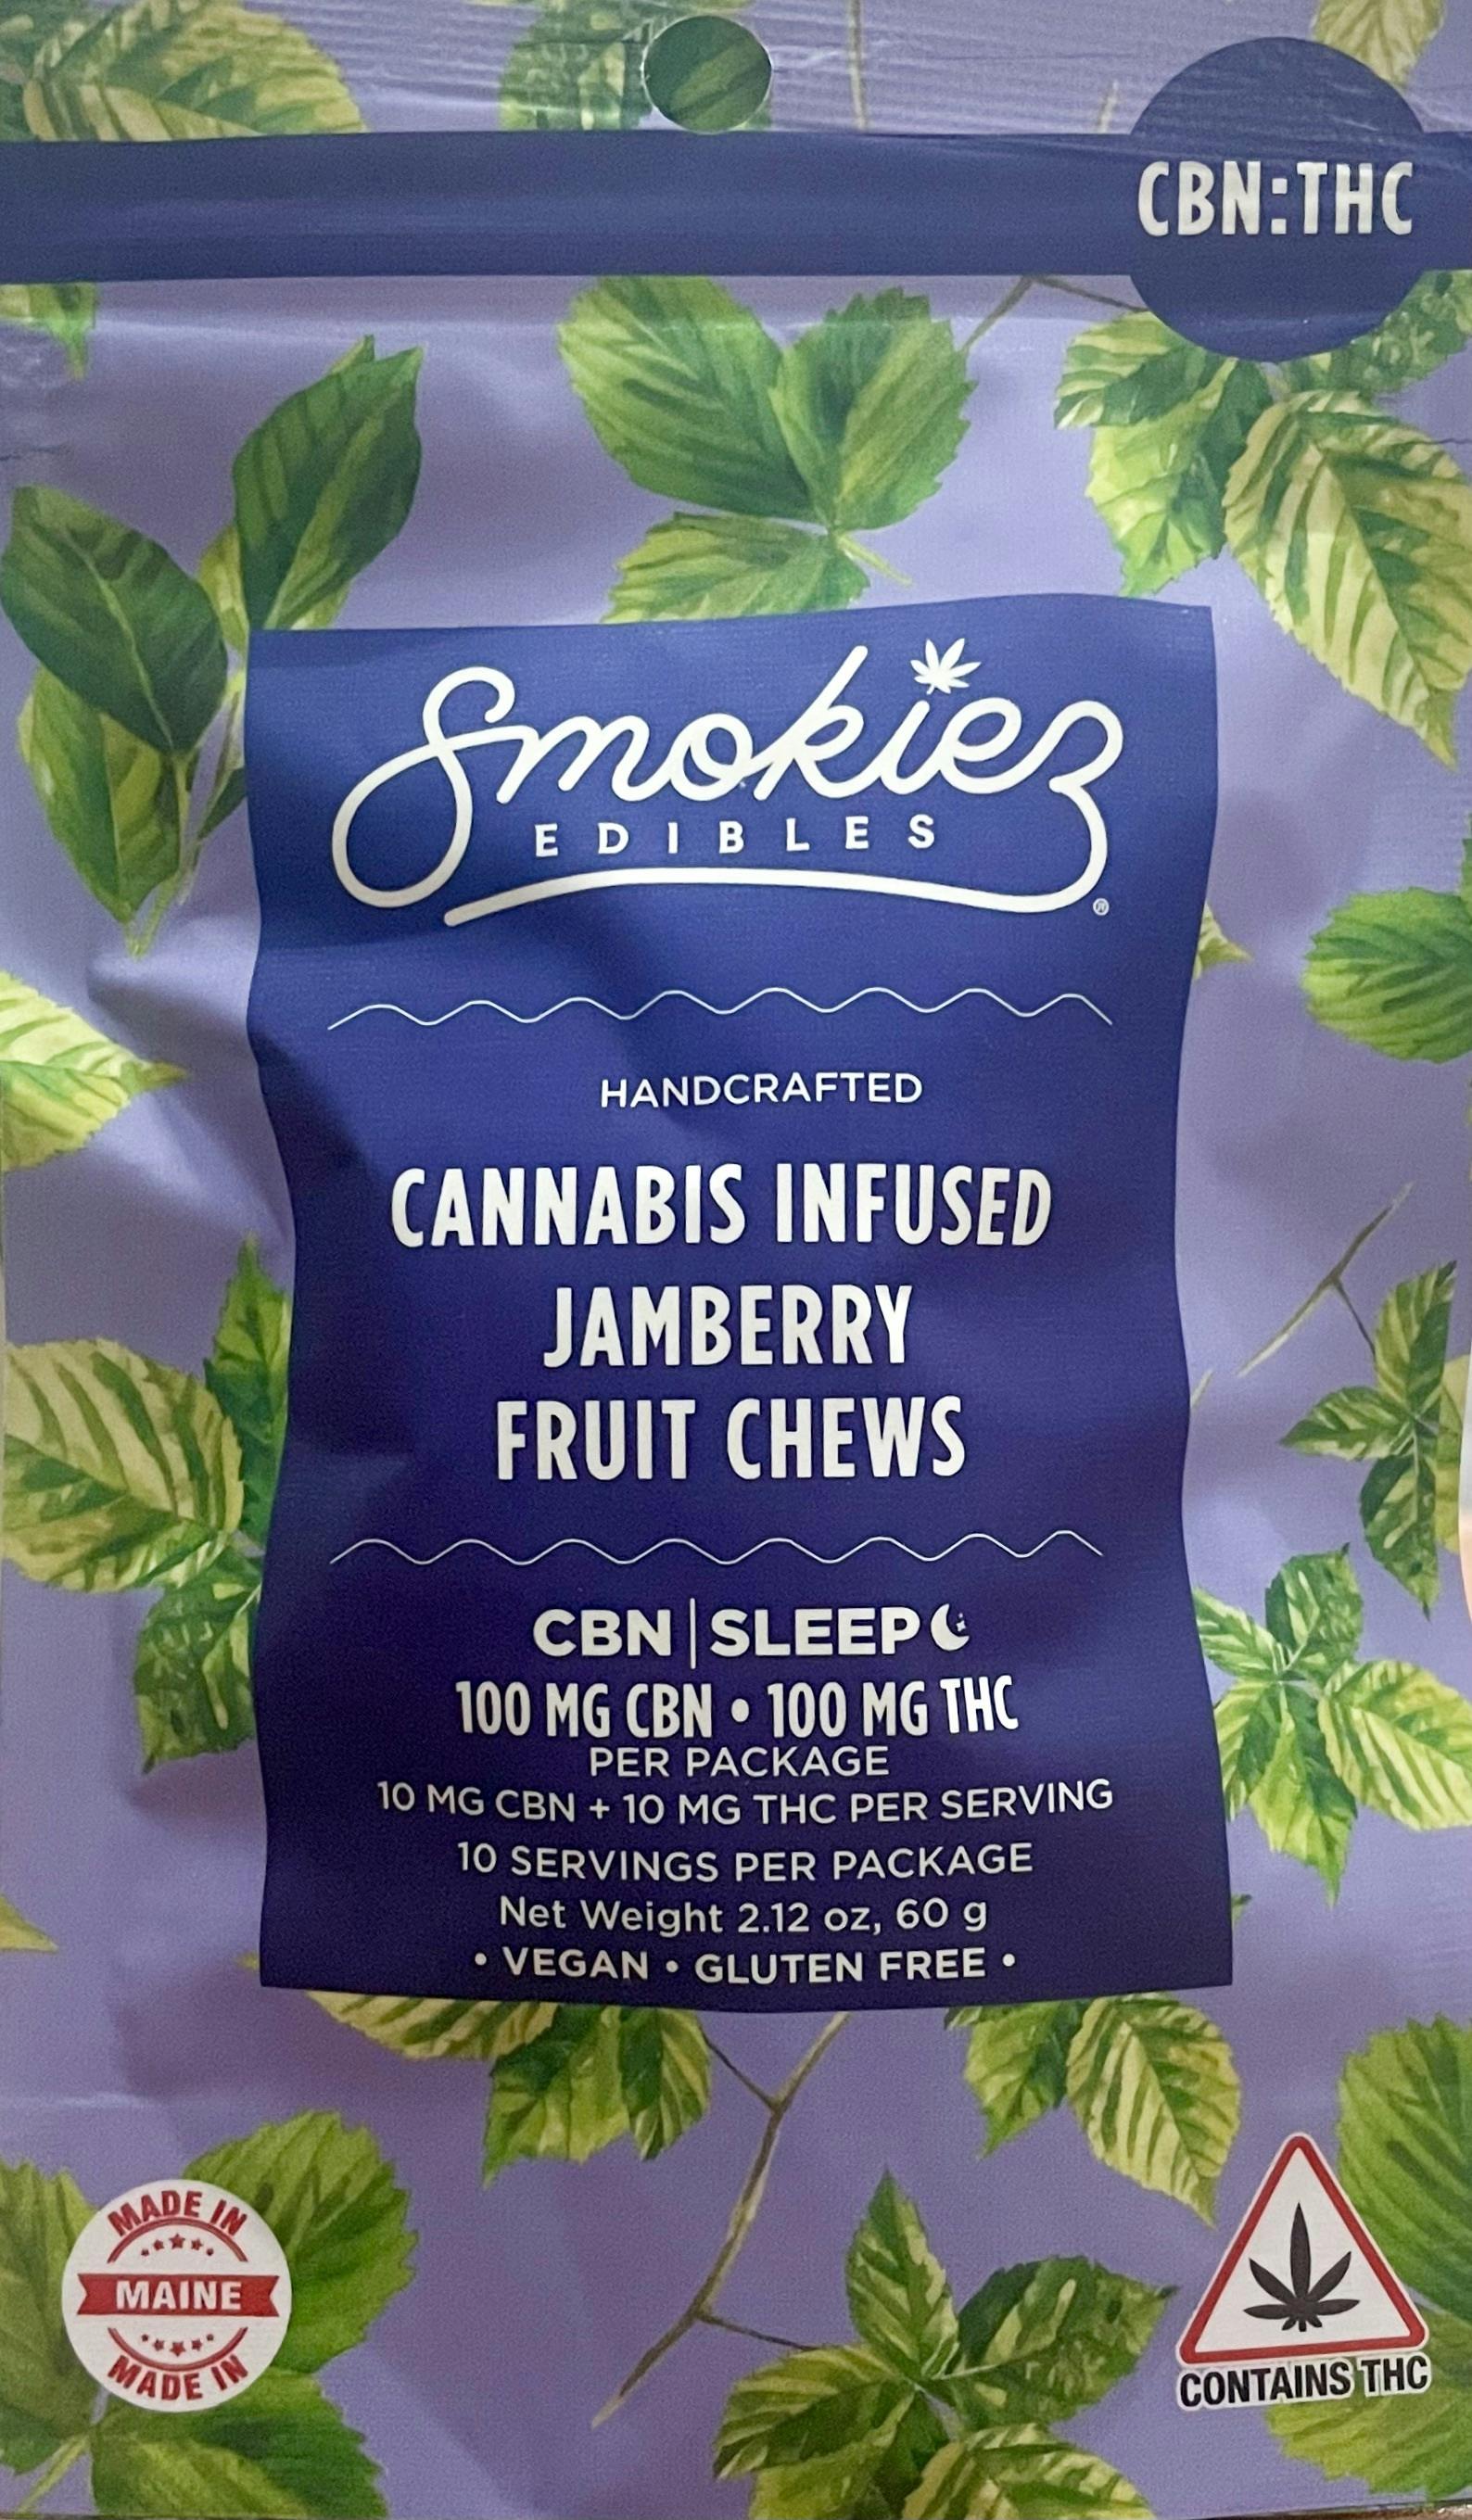 CBN:THC
Smokiez
EDIBLES
®
HANDCRAFTED
CANNABIS INFUSED
JAMBERRY
FRUIT CHEWS
CBN|SLEEP
100 MG CBN • 100 MG THC
PER PACKAGE
10 MG CBN + 10 MG THC PER SERVING
10 SERVINGS PER PACKAGE
Net Weight 2.12 oz, 60 g
• VEGAN • GLUTEN FREE •
MADE IN
MAINE
MADE IN
CONTAINS THC